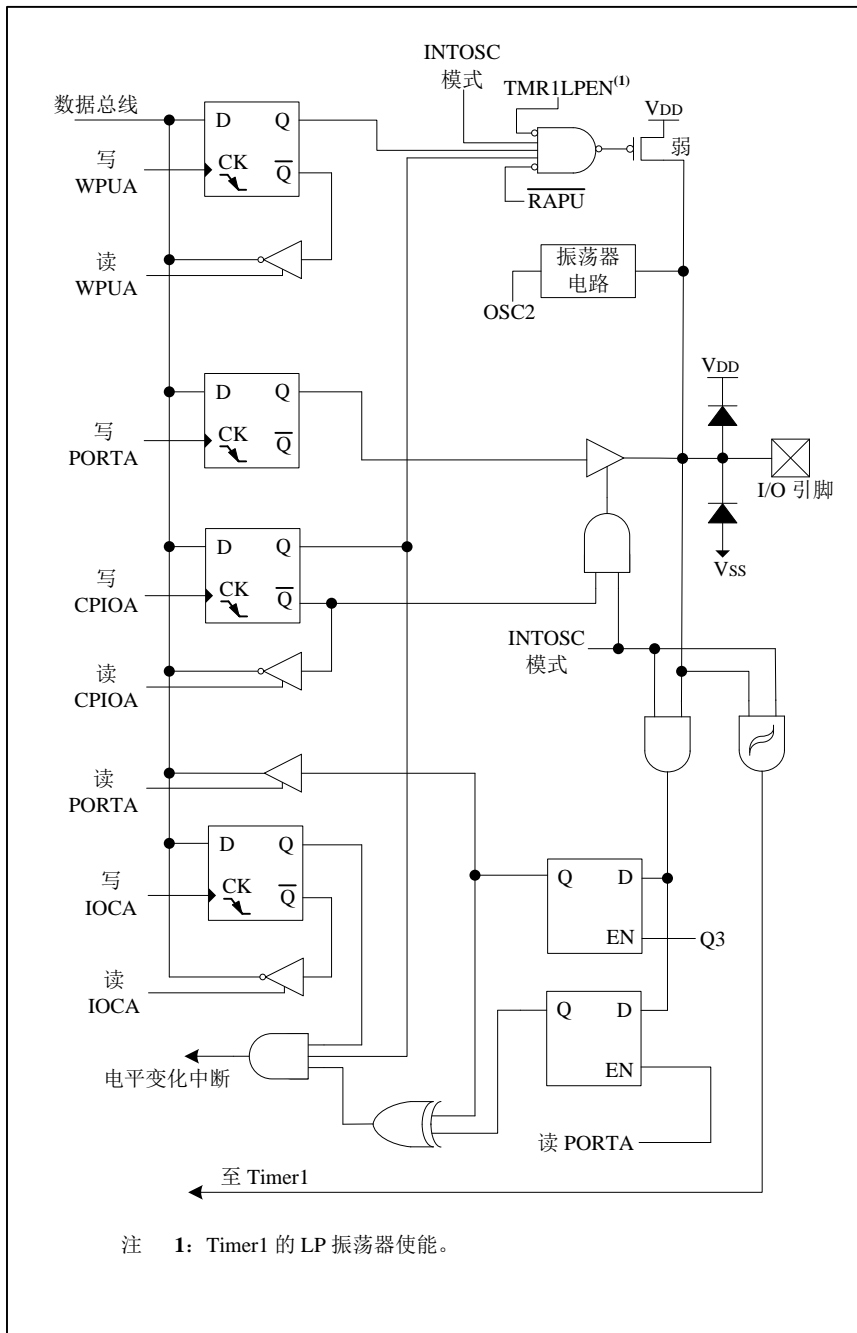 INTOSC
模式
TMR1LPEN(1)
VDD
弱
数据总线
D
Q
写
WPUA
CK
Q
RAPU
读
WPUA
振荡器
电路
OSC2
VDD
D
Q
写
PORTA
CK
Q
I/O 引脚
VSS
D
Q
写
CPIOA
CK
Q
INTOSC
模式
读
CPIOA
读
PORTA
D
Q
写
IOCA
CK
Q
Q
D
EN
Q3
读
IOCA
Q
D
EN
电平变化中断
读 PORTA
至 Timer1
注 1: Timer1 的 LP 振荡器使能。